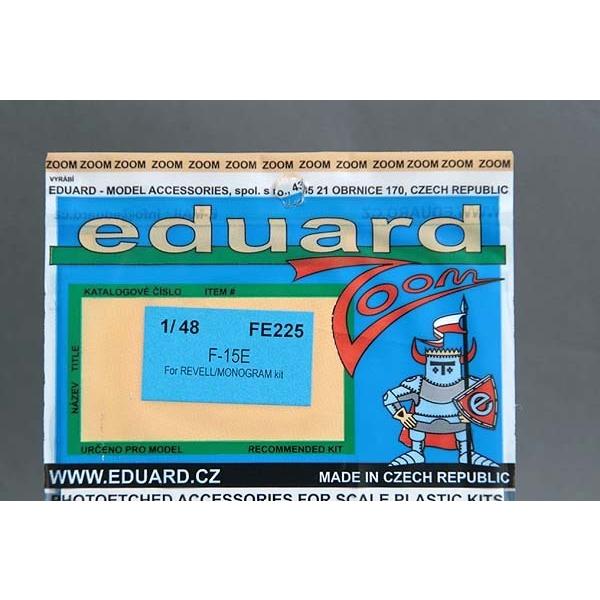 ZOOM ZOOM ZOOM ZOOM ZOOM ZOOM ZOOM ZOOM ZOOM ZOOM ZOOM ZOOM ZOOM
VYRÁBÍ
EDUARD - MODEL ACCESSORIES, spol. s 21 OBRNICE 170, CZECH REPUBLIC
eduard
Zoom
KATALOGOVÉ ČÍSLO ITEM #
1/48 FE225
F-15E
For REVELL/MONOGRAM kit
NÁZEV TITLE
e
URČENO PRO MODEL RECOMMENDED KIT
WWW.EDUARD.CZ MADE IN CZECH REPUBLIC
PHOTOETCHED ACCESSORIES FOR SCALE PLASTIC KITS